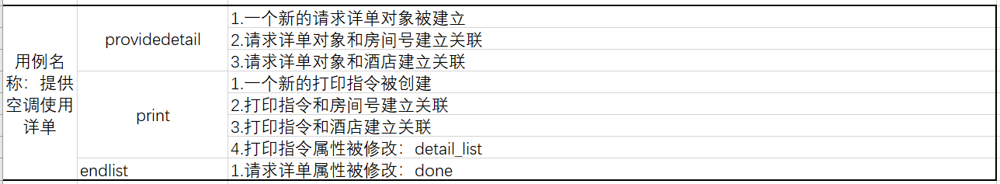 用例名
称：提供
空调使用
详单
providedetail
1.一个新的请求详单对象被建立
2.请求详单对象和房间号建立关联
3.请求详单对象和酒店建立关联
print
1.一个新的打印指令被创建
2.打印指令和房间号建立关联
3.打印指令和酒店建立关联
4.打印指令属性被修改：detail_list
endlist
1.请求详单属性被修改：done